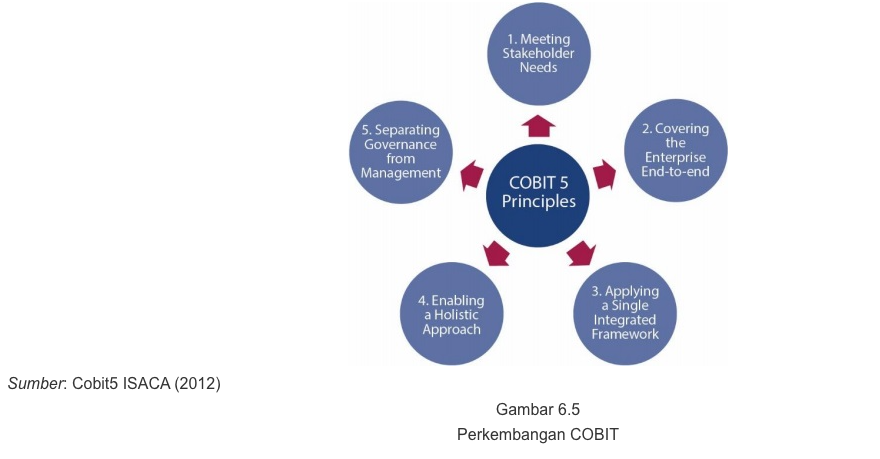 1. Meeting
Stakeholder
Needs
2. Covering
the
Enterprise
End-to-end
3. Applying
a Single
Integrated
Framework
4. Enabling
a Holistic
Approach
5. Separating
Governance
from
Management
COBIT 5
Principles
Sumber: Cobit5 ISACA (2012)
Gambar 6.5
Perkembangan COBIT